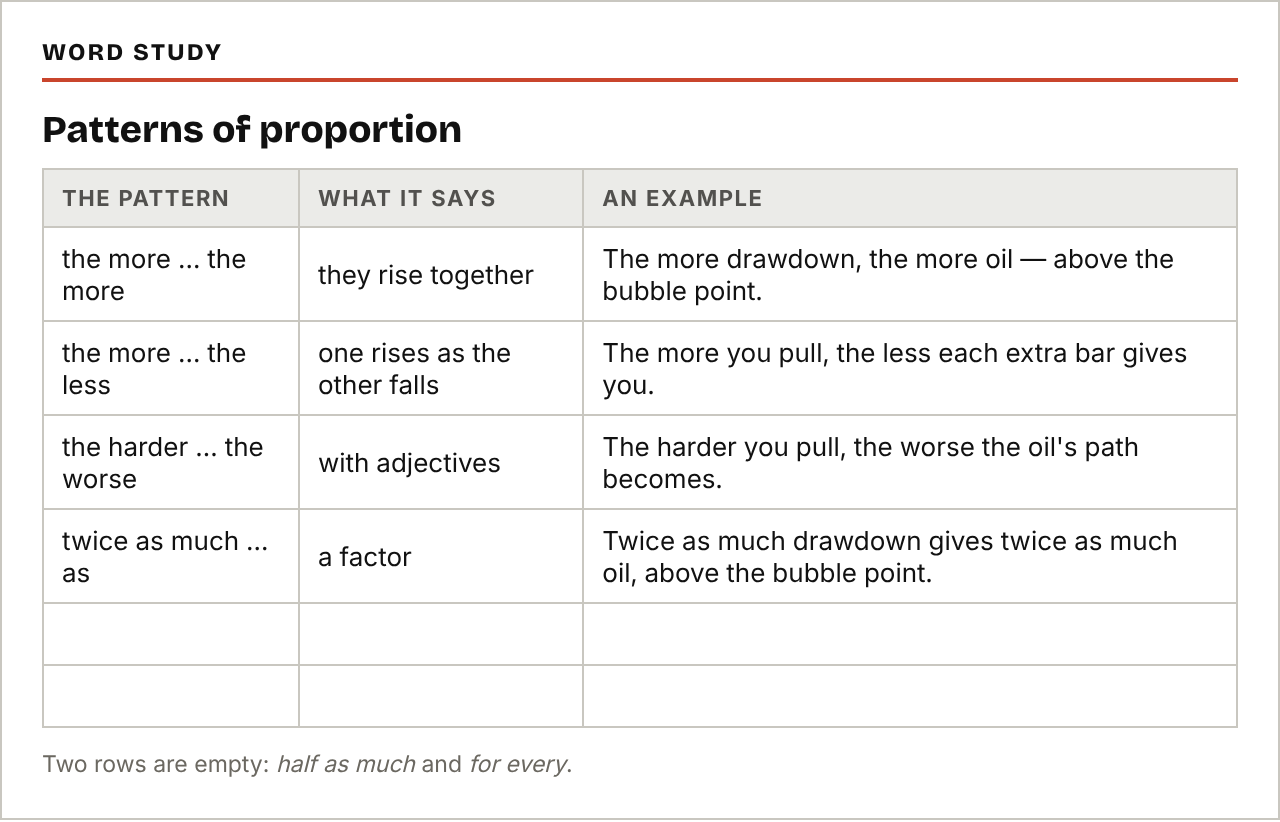 WORD STUDY
Patterns of proportion
THE PATTERN
WHAT IT SAYS
AN EXAMPLE
the more ... the
more
they rise together
The more drawdown, the more oil — above the
bubble point.
the more ... the
less
one rises as the
other falls
The more you pull, the less each extra bar gives
you.
the harder ... the
worse
with adjectives
The harder you pull, the worse the oil's path
becomes.
twice as much ...
as
a factor
Twice as much drawdown gives twice as much
oil, above the bubble point.
Two rows are empty: half as much and for every.